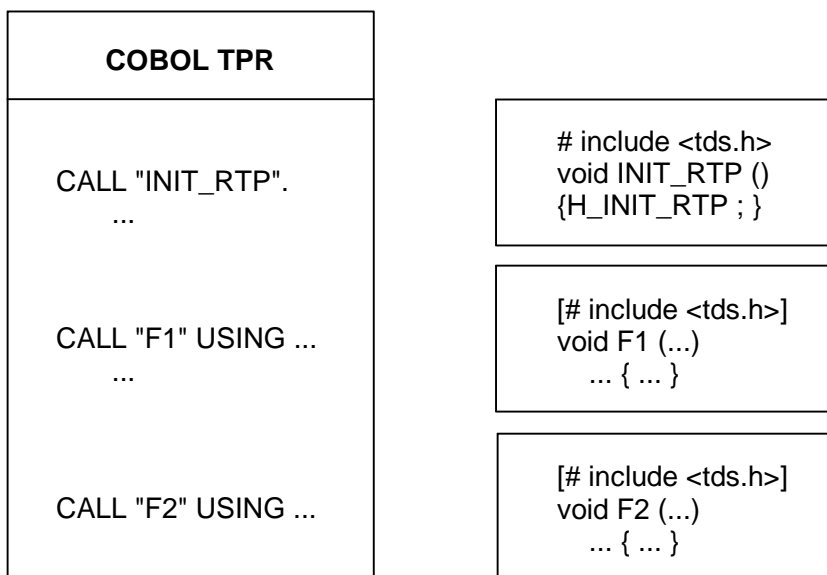 COBOL TPR
CALL "INIT_RTP".
...
CALL "F1" USING ...
...
CALL "F2" USING ...
# include <tds.h>
void INIT_RTP ()
{H_INIT_RTP ; }
[# include <tds.h>]
void F1 (...)
... { ... }
[# include <tds.h>]
void F2 (...)
... { ... }